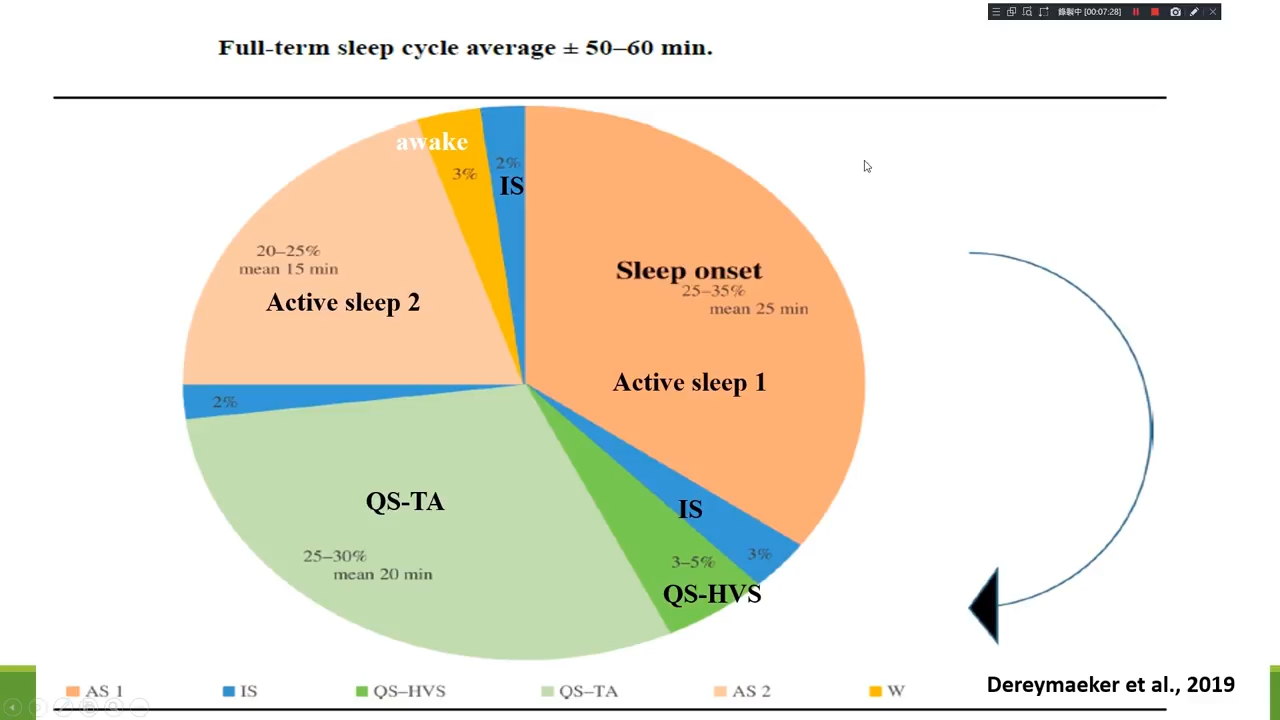 錄製中 [00:07:28]
Full-term sleep cycle average ± 50–60 min.
awake
3%
2%
IS
20–25%
mean 15 min
Active sleep 2
Sleep onset
25–35%
mean 25 min
Active sleep 1
2%
QS-TA
25–30%
mean 20 min
IS
3%
3–5%
QS-HVS
AS 1
IS
QS–HVS
QS–TA
AS 2
W
Dereymaeker et al., 2019